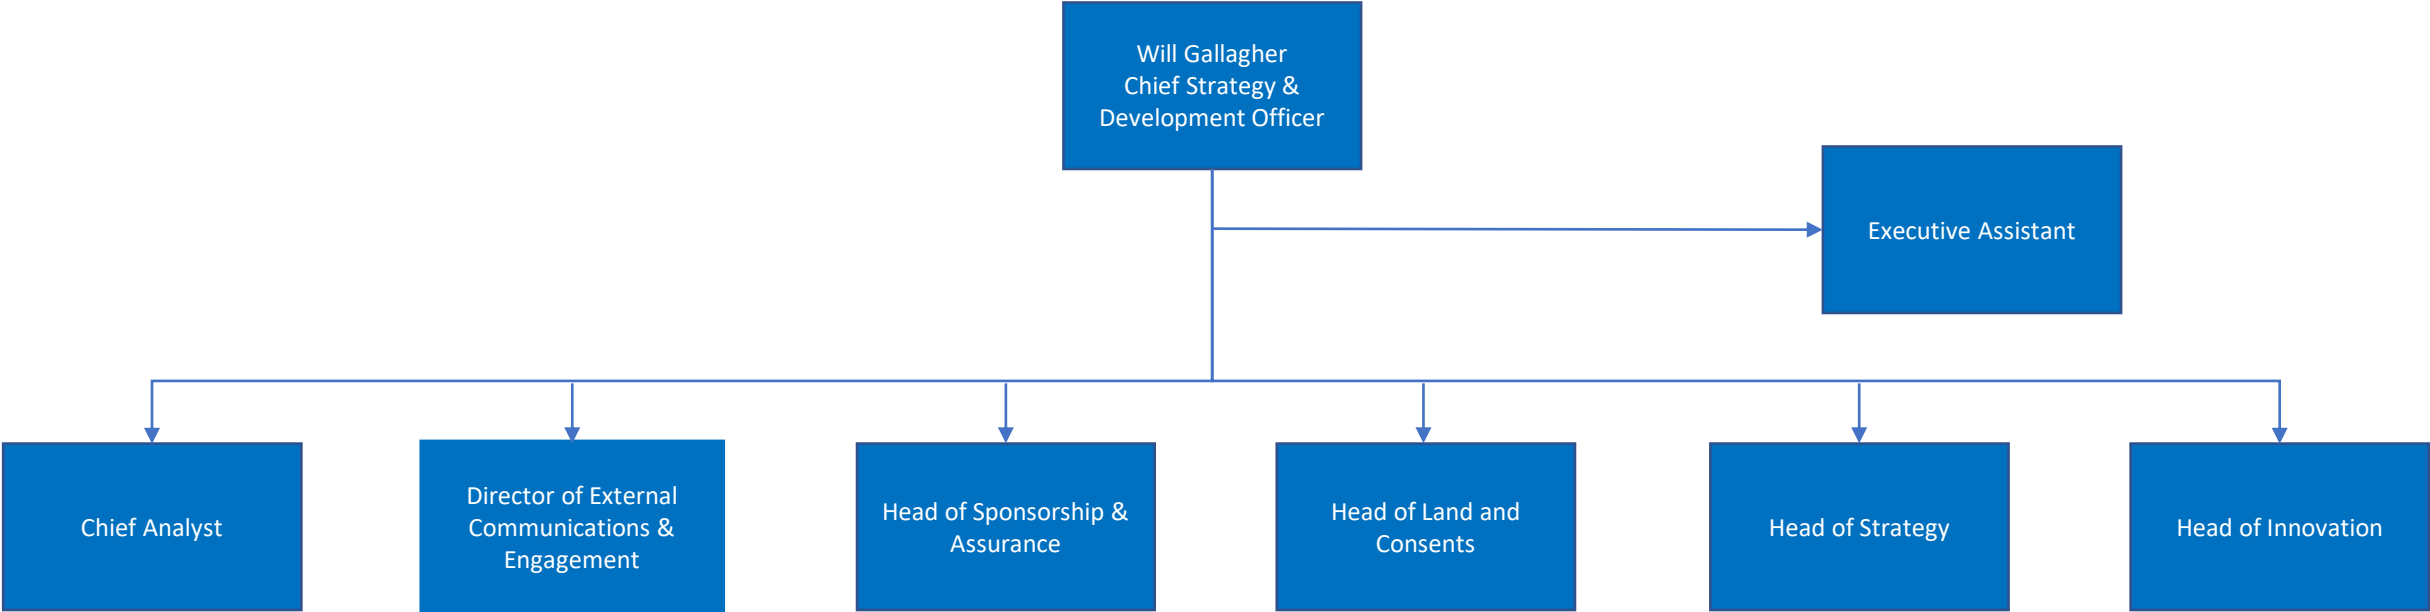 Will Gallagher
Chief Strategy &
Development Officer
Executive Assistant
Chief Analyst
Director of External
Communications &
Engagement
Head of Sponsorship &
Assurance
Head of Land and
Consents
Head of Strategy
Head of Innovation